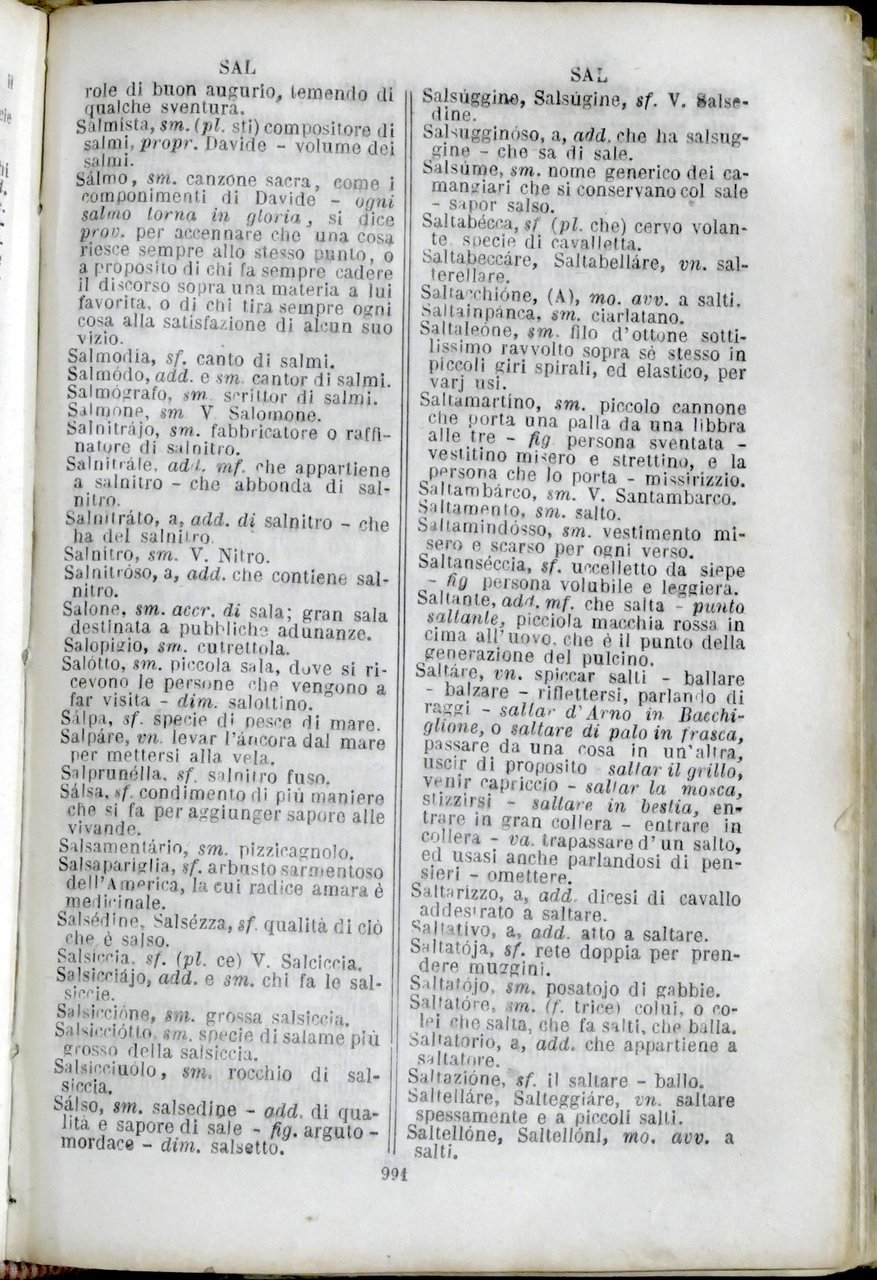 SAL
role di buon augurio, temendo di
qualche sventura.
Salmista, sm. (pl. sti) compositore di
salmi, propr. Davide - volume dei
salmi.
Sálmo, sm. canzone sacra, come i
componimenti di Davide - ogni
salmo torna in gloria, si dice
prov. per accennare che una cosa
riesce sempre allo stesso punto, o
a proposito di chi fa sempre cadere
il discorso sopra una materia a lui
favorita, o di chi tira sempre ogni
cosa alla satisfazione di alcun suo
vizio.
Salmodía, sf. canto di salmi.
Salmódo, add. e sm. cantor di salmi.
Salmógrafo, sm. scrittor di salmi.
Salmone, sm V Salomone.
Salnitrájo, sm. fabbricatore o raffi-
natore di salnitro.
Salnitrále, add. mf. che appartiene
a salnitro - che abbonda di sal-
nitro.
Salnitráto, a, add. di salnitro - che
ha del salnitro.
Salnitro, sm. V. Nitro.
Salnitróso, a, add. che contiene sal-
nitro.
Salone, sm. accr. di sala; gran sala
destinata a pubbliche adunanze.
Salopigio, sm. cutrettola.
Salótto, sm. piccola sala, dove si ri-
cevono le persone che vengono a
far visita - dim. salottino.
Sálpa, sf. specie di pesce di mare.
Salpáre, vn. levar l'áncora dal mare
per mettersi alla vela.
Salprunélla, sf. salnitro fuso.
Sálsa, sf. condimento di più maniere
che si fa per aggiunger sapore alle
vivande.
Salsamentário, sm. pizzicagnolo.
Salsapariglia, sf. arbusto sarmentoso
dell'America, la cui radice amara è
medicinale.
Salsédine, Salsézza, sf. qualità di ciò
che è salso.
Salsíccia, sf. (pl. ce) V. Salciccia.
Salsicciájo, add. e sm. chi fa le sal-
siccie.
Salsiccióne, sm. grossa salsiccia.
Salsicciótto, sm. specie di salame più
grosso della salsiccia.
Salsicciuólo, sm. rocchio di sal-
siccia.
Sálso, sm. salsedine - add. di qua-
lità e sapore di sale - fig. arguto -
mordace - dim. salsetto.
SAL
Salsúggine, Salsúgine, sf. V. Salse-
dine.
Salsugginóso, a, add. che ha salsug-
gine - che sa di sale.
Salsúme, sm. nome generico dei ca-
mangiari che si conservano col sale
- sapor salso.
Saltabécca, sf (pl. che) cervo volan-
te specie di cavalletta.
Saltabeccáre, Saltabelláre, vn. sal-
terellare.
Saltacchióne, (A), mo. avv. a salti.
Saltainpánca, sm. ciarlatano.
Saltaleóne, sm. filo d'ottone sotti-
lissimo ravvolto sopra sè stesso in
piccoli giri spirali, ed elastico, per
varj usi.
Saltamartíno, sm. piccolo cannone
che porta una palla da una libbra
alle tre - fig. persona sventata -
vestitino misero e strettino, e la
persona che lo porta - missirizzio.
Saltambárco, sm. V. Santambarco.
Saltamento, sm. salto.
Saltamindósso, sm. vestimento mi-
sero e scarso per ogni verso.
Saltanséccia, sf. uccelletto da siepe
- fig persona volubile e leggiera.
Saltante, add. mf. che salta - punto
saltante, picciola macchia rossa in
cima all'uovo, che è il punto della
generazione del pulcino.
Saltáre, vn. spiccar salti - ballare
- balzare - riflettersi, parlando di
raggi - saltar d'Arno in Bacchi-
glione, o saltare di palo in frasca,
passare da una cosa in un'altra,
uscir di proposito - saltar il grillo,
venir capriccio - saltar la mosca,
stizzirsi - saltare in bestia, en-
trare in gran collera - entrare in
collera - va. trapassare d'un salto,
ed usasi anche parlandosi di pen-
sieri - omettere.
Saltarizzo, a, add. dicesi di cavallo
addestrato a saltare.
Saltatívo, a, add. atto a saltare.
Saltatója, sf. rete doppia per pren-
dere muggini.
Saltatójo, sm. posatojo di gabbie.
Saltatóre, sm. (f. trice) colui, o co-
lei che salta, che fa salti, che balla.
Saltatorio, a, add. che appartiene a
saltatore.
Saltazióne, sf. il saltare - ballo.
Saltelláre, Salteggiáre, vn. saltare
spessamente e a piccoli salti.
Saltellóne, Saltellóni, mo. avv. a
salti.
991